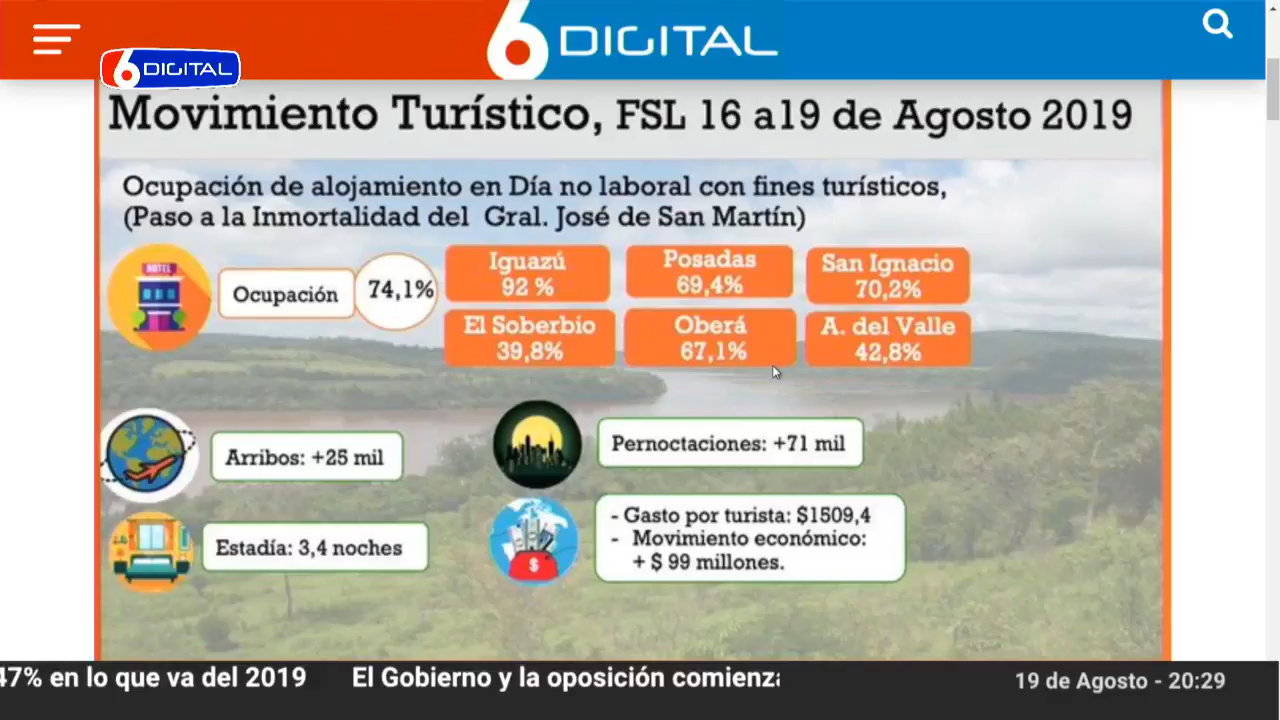 6 DIGITAL
6 DIGITAL
Movimiento Turístico, FSL 16 a19 de Agosto 2019
Ocupación de alojamiento en Día no laboral con fines turísticos,
(Paso a la Inmortalidad del Gral. José de San Martín)
HOTEL
Ocupación
74,1%
Iguazú
92 %
Posadas
69,4%
San Ignacio
70,2%
El Soberbio
39,8%
Oberá
67,1%
A. del Valle
42,8%
Arribos: +25 mil
Pernoctaciones: +71 mil
Estadía: 3,4 noches
$
- Gasto por turista: $1509,4
- Movimiento económico:
+ $ 99 millones.
47% en lo que va del 2019 El Gobierno y la oposición comienza
19 de Agosto - 20:29